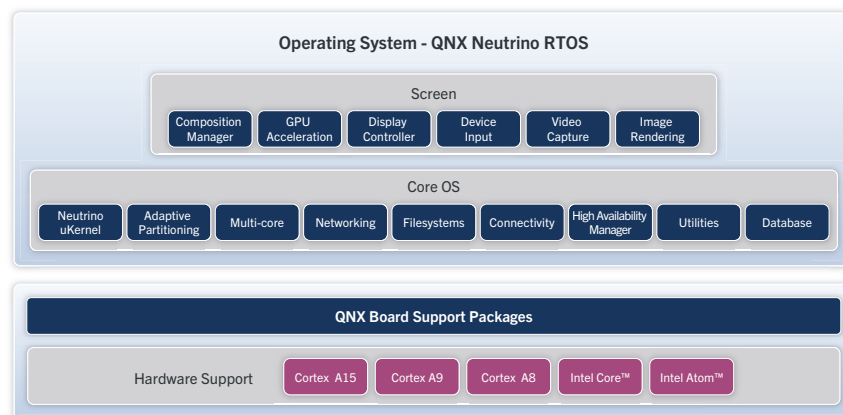 Operating System - QNX Neutrino RTOS
Screen
Composition
Manager
GPU
Acceleration
Display
Controller
Device
Input
Video
Capture
Image
Rendering
Core OS
Neutrino
uKernel
Adaptive
Partitioning
Multi-core
Networking
Filesystems
Connectivity
High Availability
Manager
Utilities
Database
QNX Board Support Packages
Hardware Support
Cortex A15
Cortex A9
Cortex A8
Intel Core™
Intel Atom™